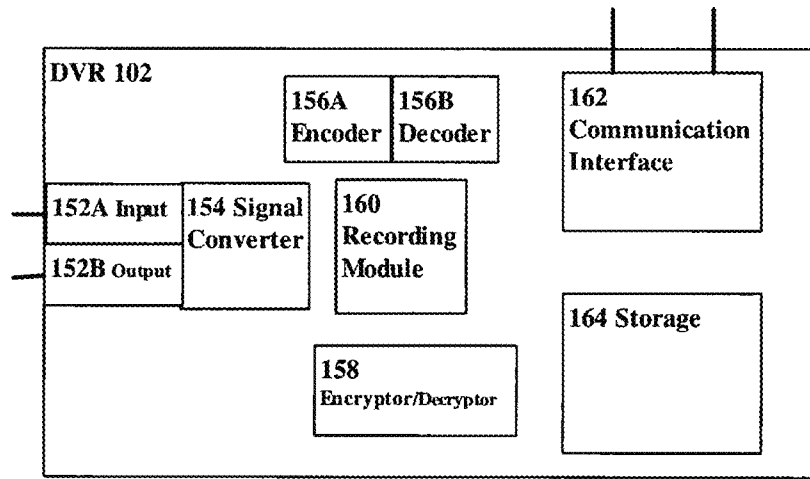 DVR 102
156A
Encoder
156B
Decoder
162
Communication
Interface
152A Input
152B Output
154 Signal
Converter
160
Recording
Module
164 Storage
158
Encryptor/Decryptor